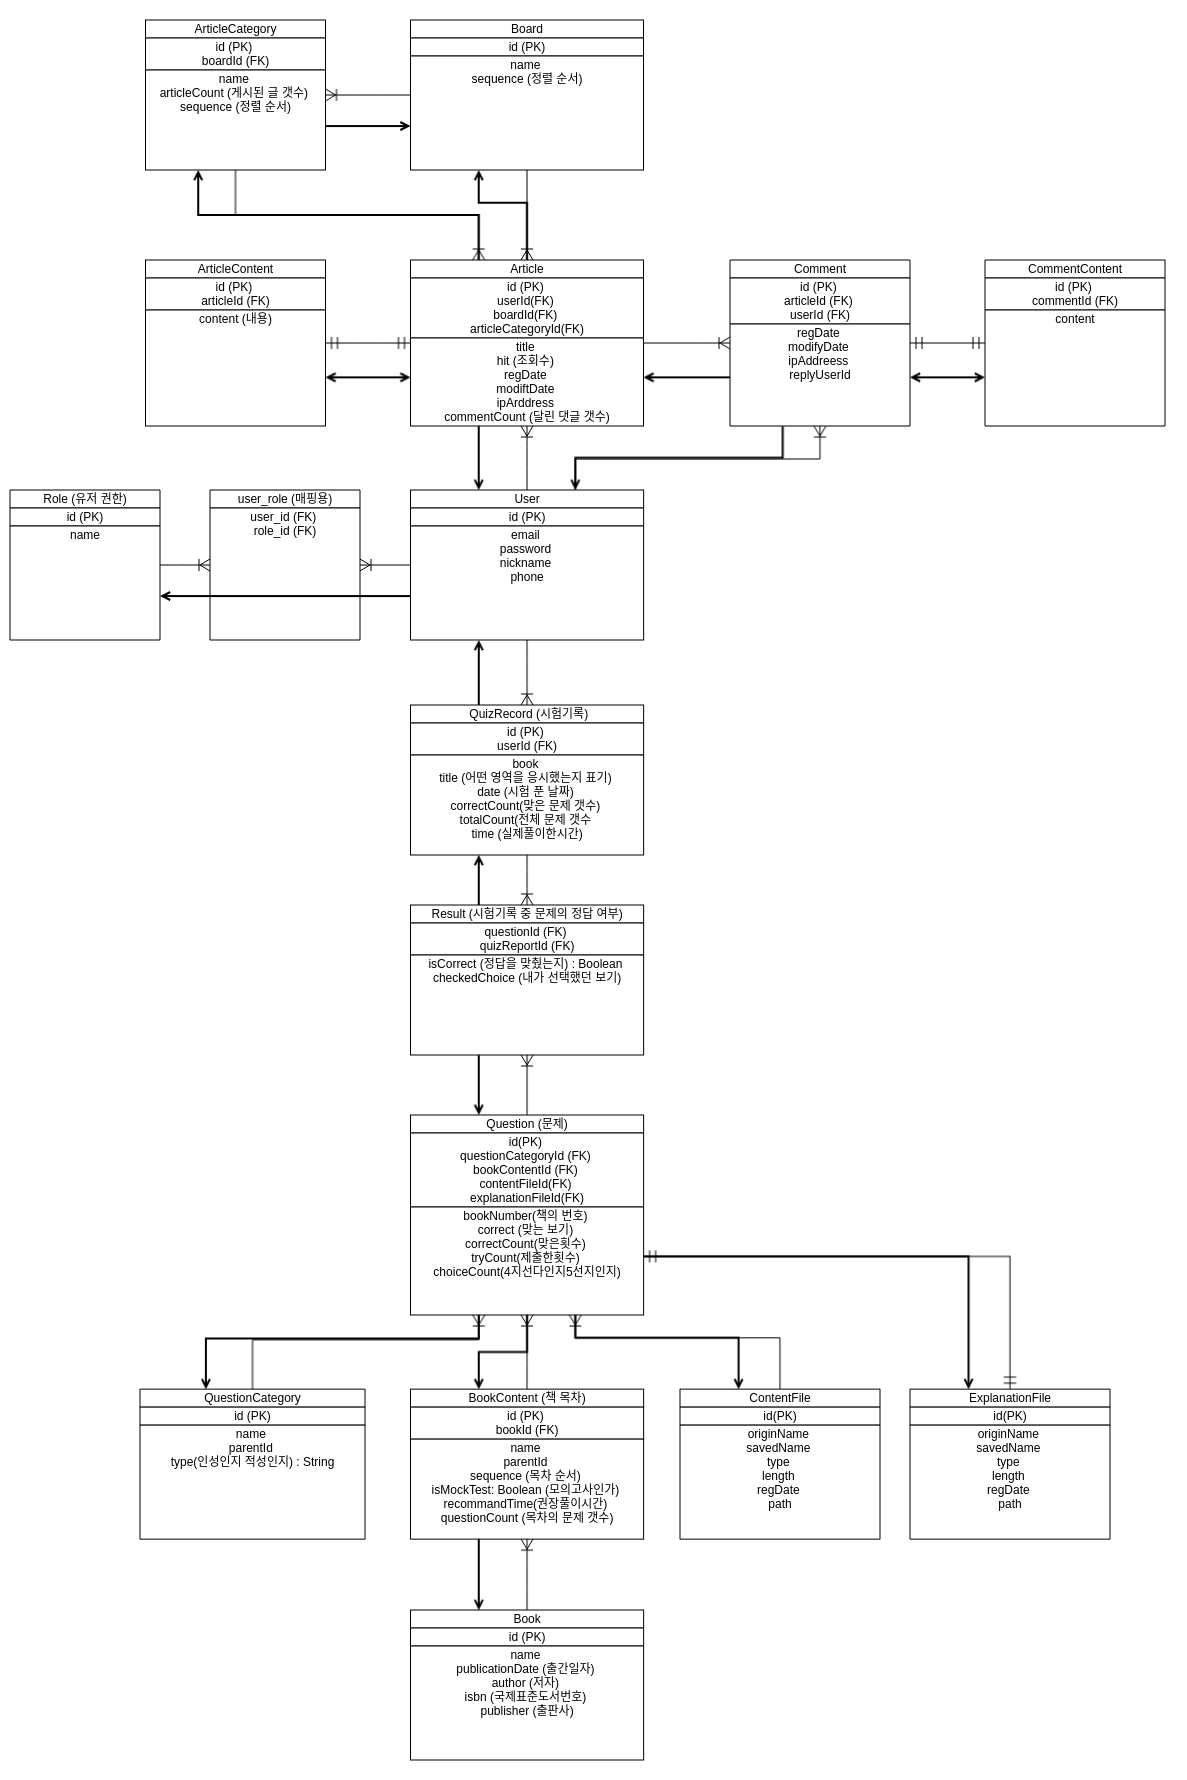 ArticleCategory
id (PK)
boardId (FK)
name
articleCount (게시된 글 갯수)
sequence (정렬 순서)
Board
id (PK)
name
sequence (정렬 순서)
ArticleContent
id (PK)
articleId (FK)
content (내용)
Article
id (PK)
userId(FK)
boardId(FK)
articleCategoryId(FK)
title
hit (조회수)
regDate
modiftDate
ipArddress
commentCount (달린 댓글 갯수)
Comment
id (PK)
articleId (FK)
userId (FK)
regDate
modifyDate
ipAddreess
replyUserId
CommentContent
id (PK)
commentId (FK)
content
Role (유저 권한)
id (PK)
name
user_role (매핑용)
user_id (FK)
role_id (FK)
User
id (PK)
email
password
nickname
phone
QuizRecord (시험기록)
id (PK)
userId (FK)
book
title (어떤 영역을 응시했는지 표기)
date (시험 푼 날짜)
correctCount(맞은 문제 갯수)
totalCount(전체 문제 갯수
time (실제풀이한시간)
Result (시험기록 중 문제의 정답 여부)
questionId (FK)
quizReportId (FK)
isCorrect (정답을 맞췄는지) : Boolean
checkedChoice (내가 선택했던 보기)
Question (문제)
id(PK)
questionCategoryId (FK)
bookContentId (FK)
contentFileId(FK)
explanationFileId(FK)
bookNumber(책의 번호)
correct (맞는 보기)
correctCount(맞은횟수)
tryCount(제출한횟수)
choiceCount(4지선다인지5선지인지)
QuestionCategory
id (PK)
name
parentId
type(인성인지 적성인지) : String
BookContent (책 목차)
id (PK)
bookId (FK)
name
parentId
sequence (목차 순서)
isMockTest: Boolean (모의고사인가)
recommandTime(권장풀이시간)
questionCount (목차의 문제 갯수)
ContentFile
id(PK)
originName
savedName
type
length
regDate
path
ExplanationFile
id(PK)
originName
savedName
type
length
regDate
path
Book
id (PK)
name
publicationDate (출간일자)
author (저자)
isbn (국제표준도서번호)
publisher (출판사)